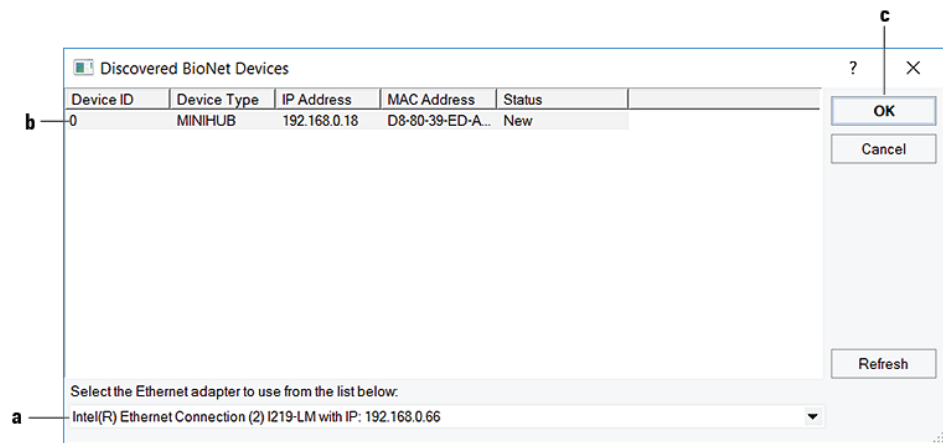 c
Discovered BioNet Devices
Device ID Device Type IP Address MAC Address Status
b 0 MINIHUB 192.168.0.18 D8-80-39-ED-A... New
OK
Cancel
Refresh
Select the Ethernet adapter to use from the list below:
a Intel(R) Ethernet Connection (2) I219-LM with IP: 192.168.0.66